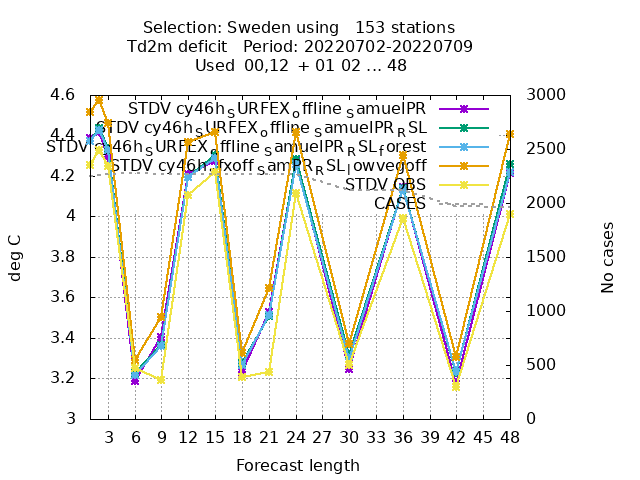 Selection: Sweden using 153 stations
Td2m deficit Period: 20220702-20220709
Used 00,12 + 01 02 ... 48
STDV cy46h_SURFEX_offline_SamuelPR
STDV cy46h_SURFEX_offline_SamuelPR_RSL
STDV cy46h_SURFEX_offline_SamuelPR_RSL_forest
STDV OBS
CASES
4.6
4.4
4.2
4
3.8
3.6
3.4
3.2
3
3000
2500
2000
1500
1000
500
0
deg C
No cases
3 6 9 12 15 18 21 24 27 30 33 36 39 42 45 48
Forecast length